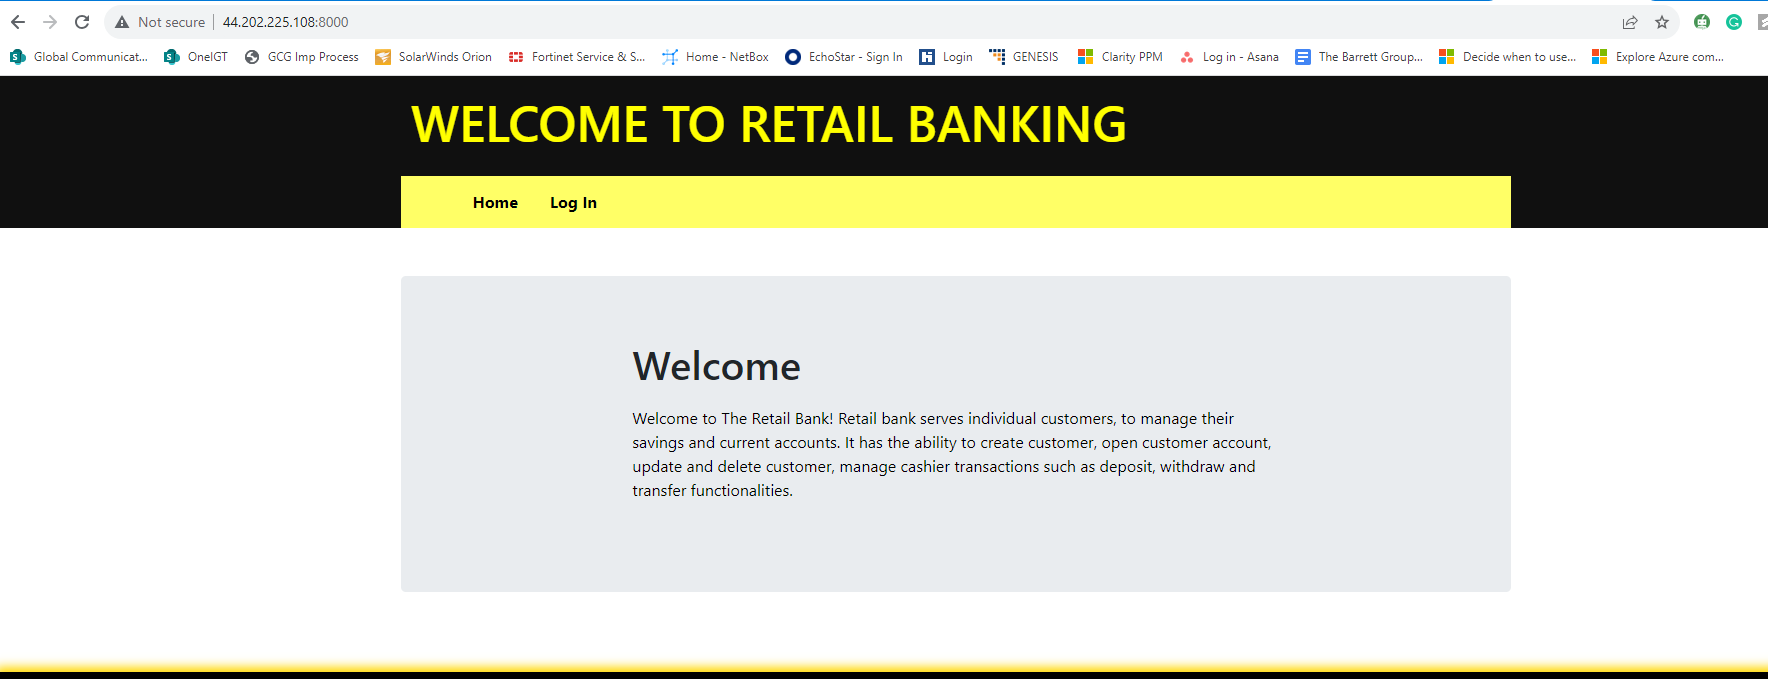 Not secure | 44.202.225.108:8000
Global Communicat... OneIGT GCG Imp Process SolarWinds Orion Fortinet Service & S... Home - NetBox EchoStar - Sign In Login GENESIS Clarity PPM Log in - Asana The Barrett Group... Decide when to use... Explore Azure com...
WELCOME TO RETAIL BANKING
Home Log In
Welcome
Welcome to The Retail Bank! Retail bank serves individual customers, to manage their
savings and current accounts. It has the ability to create customer, open customer account,
update and delete customer, manage cashier transactions such as deposit, withdraw and
transfer functionalities.